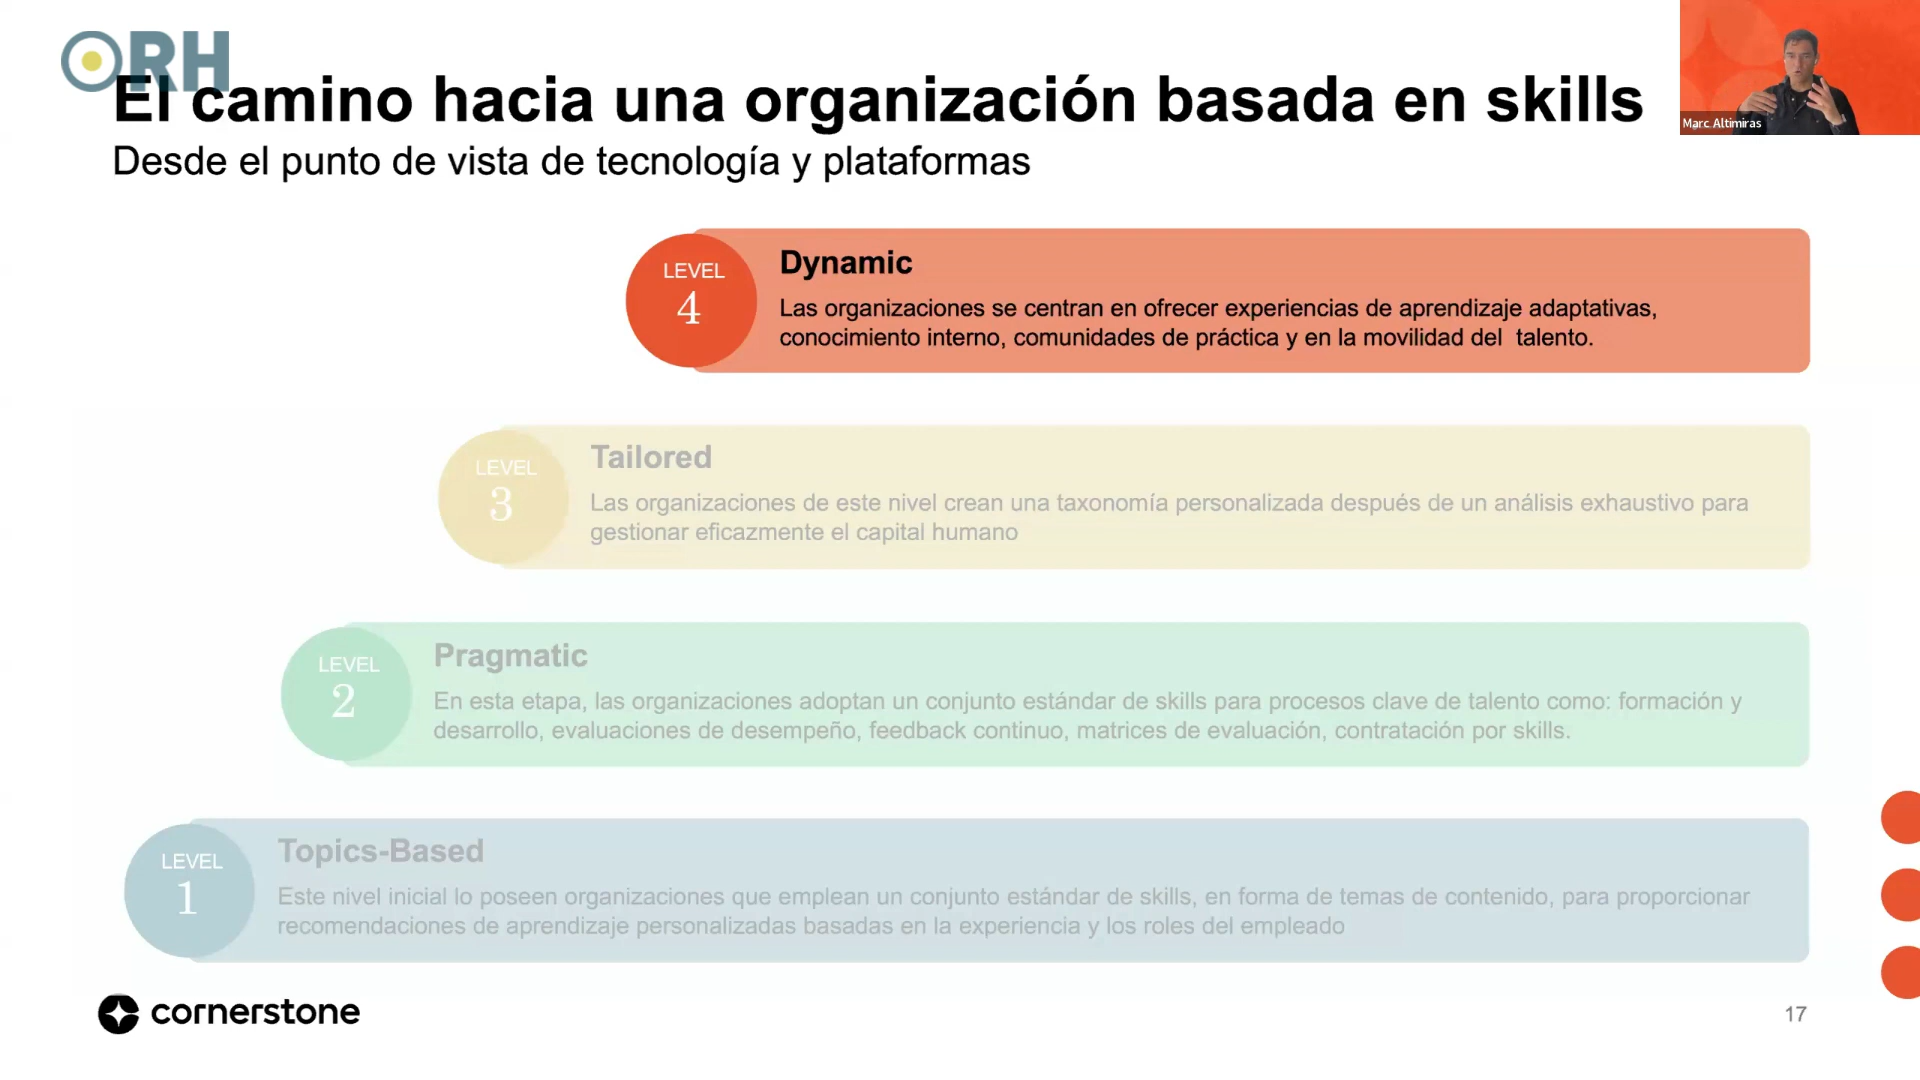 ORH
El camino hacia una organización basada en skills
Desde el punto de vista de tecnología y plataformas
Marc Altimiras
LEVEL
4
Dynamic
Las organizaciones se centran en ofrecer experiencias de aprendizaje adaptativas,
conocimiento interno, comunidades de práctica y en la movilidad del  talento.
LEVEL
3
Tailored
Las organizaciones de este nivel crean una taxonomía personalizada después de un análisis exhaustivo para
gestionar eficazmente el capital humano
LEVEL
2
Pragmatic
En esta etapa, las organizaciones adoptan un conjunto estándar de skills para procesos clave de talento como: formación y
desarrollo, evaluaciones de desempeño, feedback continuo, matrices de evaluación, contratación por skills.
LEVEL
1
Topics-Based
Este nivel inicial lo poseen organizaciones que emplean un conjunto estándar de skills, en forma de temas de contenido, para proporcionar
recomendaciones de aprendizaje personalizadas basadas en la experiencia y los roles del empleado
cornerstone
17